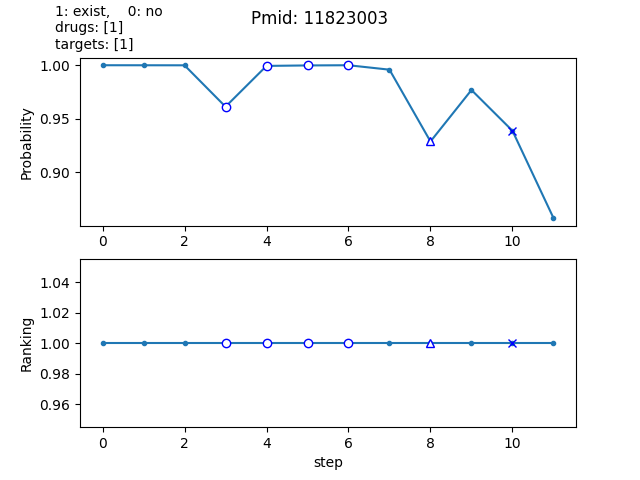 1: exist,    0: no
drugs: [1]
targets: [1]
Pmid: 11823003
Probability
1.00
0.95
0.90
0 2 4 6 8 10
Ranking
1.04
1.02
1.00
0.98
0.96
0 2 4 6 8 10
step